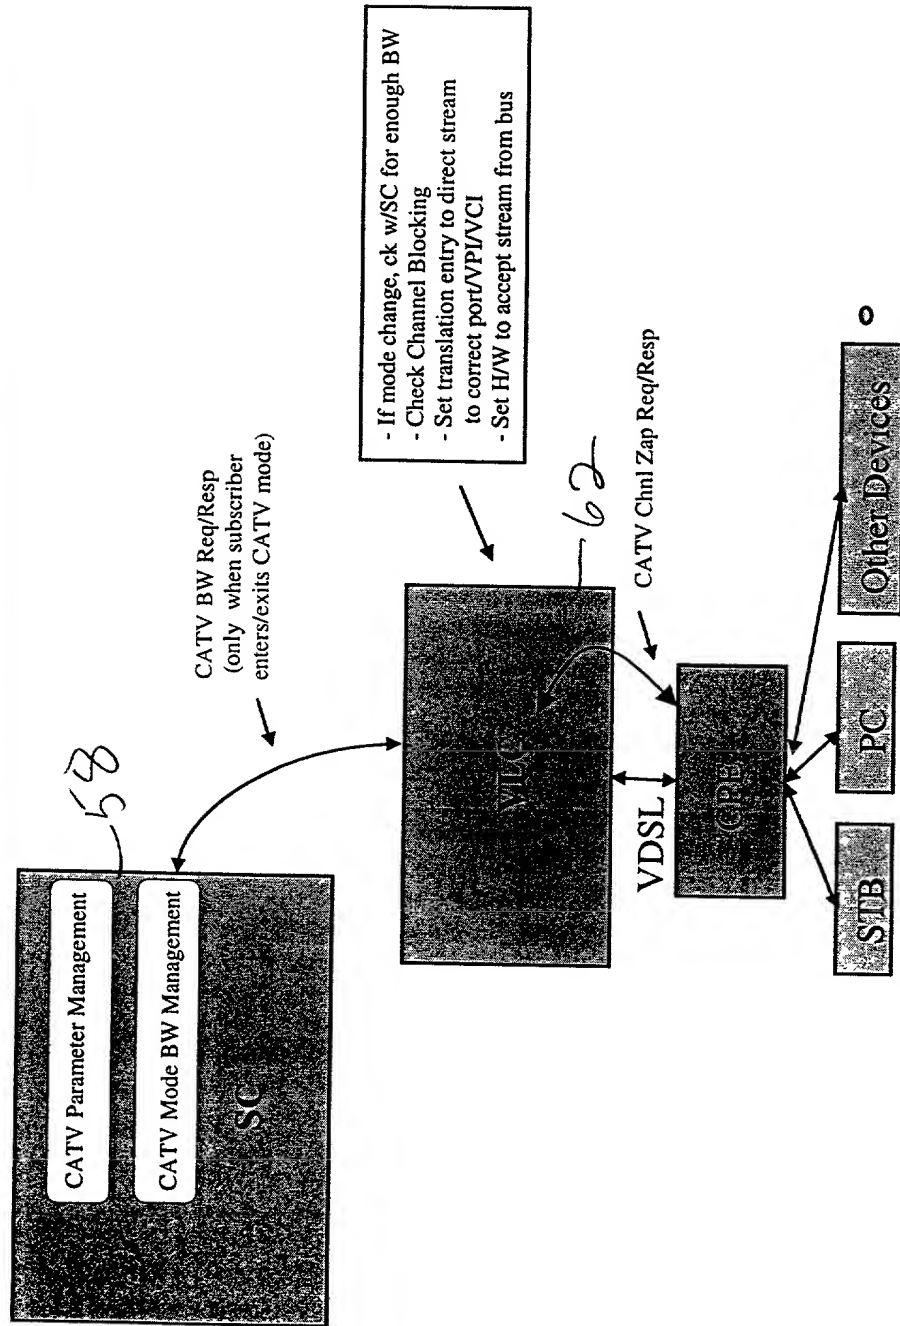 CATV Parameter Management
58
CATV Mode BW Management
SC
CATV BW Req/Resp
(only when subscriber
enters/exits CATV mode)
- If mode change, ck w/SC for enough BW
- Check Channel Blocking
- Set translation entry to direct stream
to correct port/VPI/VCI
- Set H/W to accept stream from bus
62
VDSL
CATV Chnl Zap Req/Resp
CPE
STB
PC
Other Devices
o